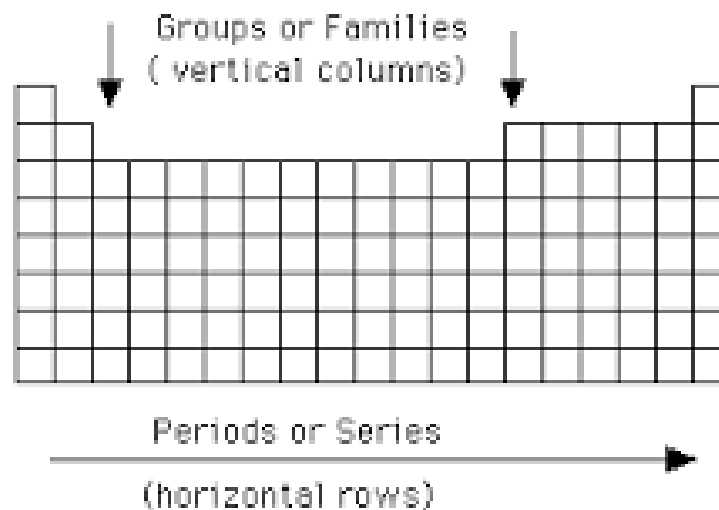 Groups or Families
( vertical columns)
Periods or Series
(horizontal rows)